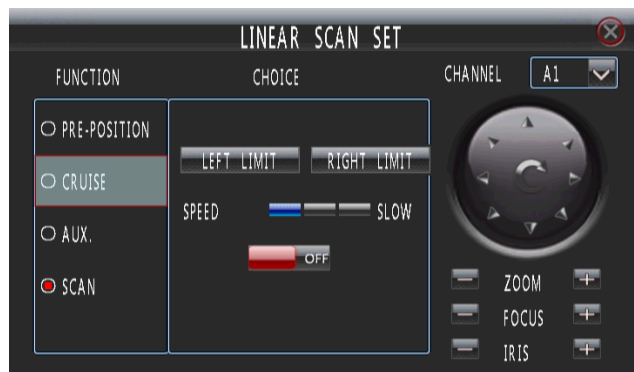 LINEAR SCAN SET
FUNCTION CHOICE CHANNEL A1
PRE-POSITION
LEFT LIMIT RIGHT LIMIT
CRUISE
SPEED SLOW
AUX.
OFF
SCAN
ZOOM
FOCUS
IRIS